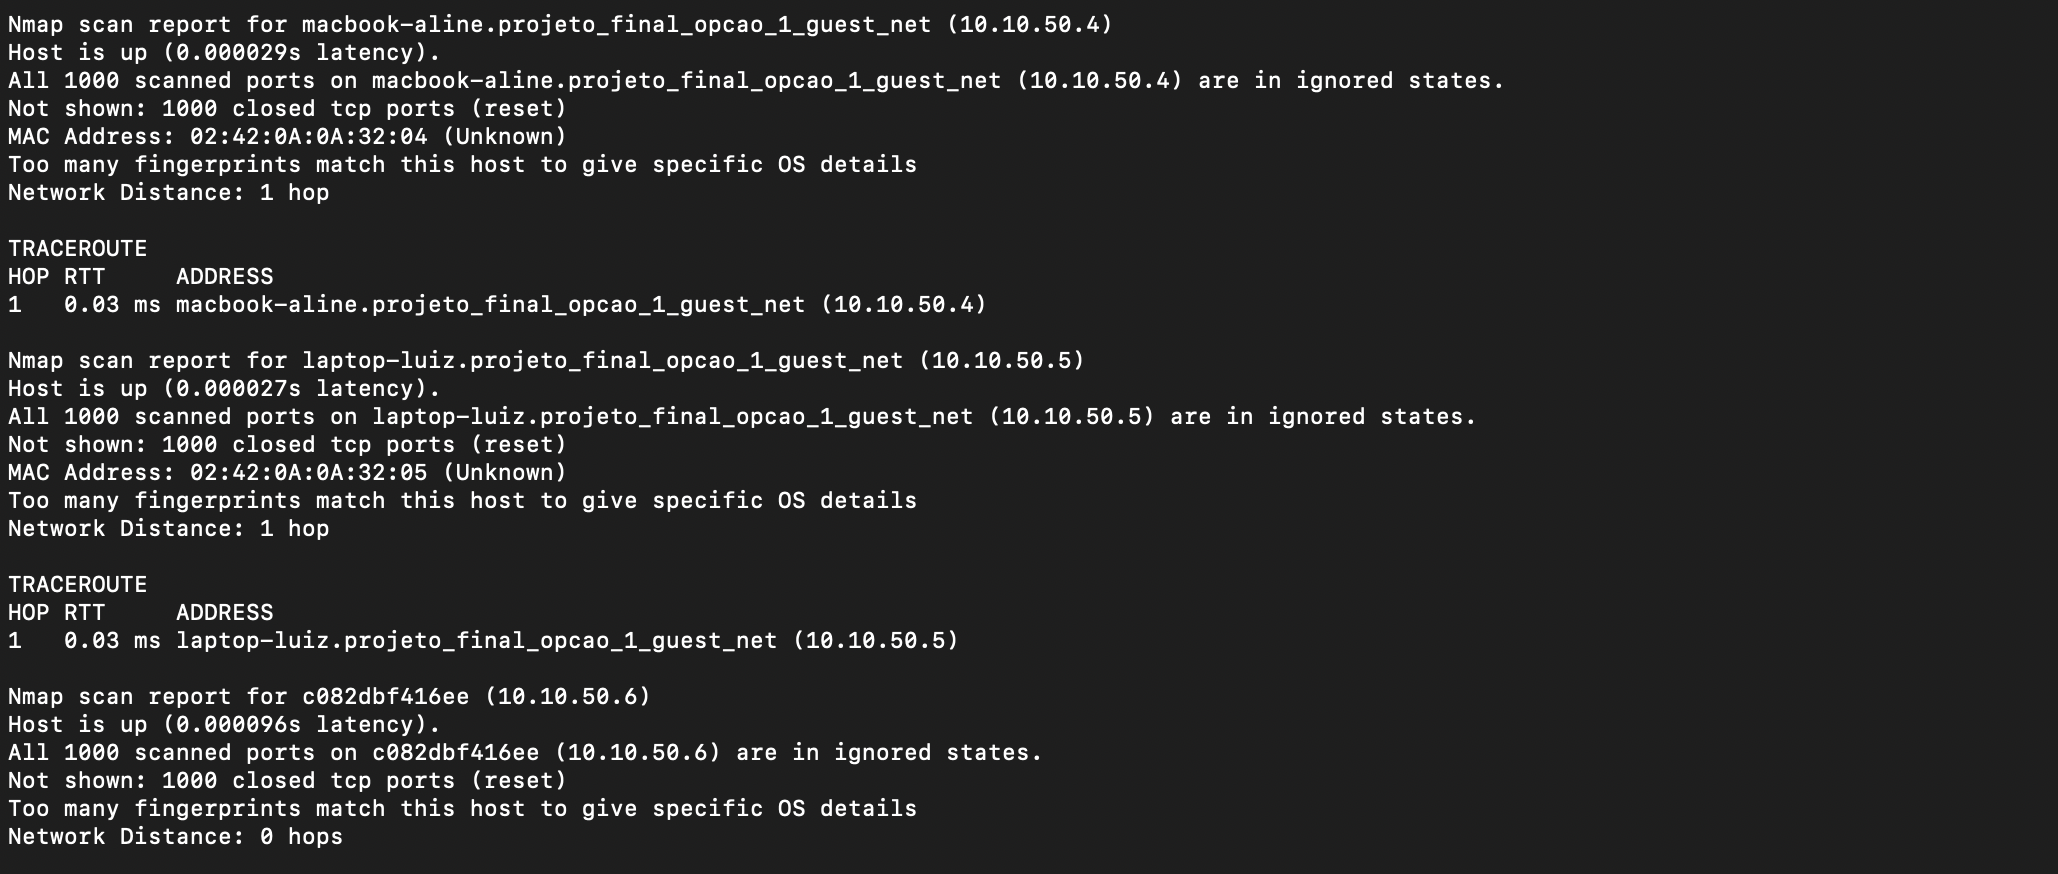 Nmap scan report for macbook-aline.projeto_final_opcao_1_guest_net (10.10.50.4)
Host is up (0.000029s latency).
All 1000 scanned ports on macbook-aline.projeto_final_opcao_1_guest_net (10.10.50.4) are in ignored states.
Not shown: 1000 closed tcp ports (reset)
MAC Address: 02:42:0A:0A:32:04 (Unknown)
Too many fingerprints match this host to give specific OS details
Network Distance: 1 hop

TRACEROUTE
HOP RTT     ADDRESS
1   0.03 ms macbook-aline.projeto_final_opcao_1_guest_net (10.10.50.4)

Nmap scan report for laptop-luiz.projeto_final_opcao_1_guest_net (10.10.50.5)
Host is up (0.000027s latency).
All 1000 scanned ports on laptop-luiz.projeto_final_opcao_1_guest_net (10.10.50.5) are in ignored states.
Not shown: 1000 closed tcp ports (reset)
MAC Address: 02:42:0A:0A:32:05 (Unknown)
Too many fingerprints match this host to give specific OS details
Network Distance: 1 hop

TRACEROUTE
HOP RTT     ADDRESS
1   0.03 ms laptop-luiz.projeto_final_opcao_1_guest_net (10.10.50.5)

Nmap scan report for c082dbf416ee (10.10.50.6)
Host is up (0.000096s latency).
All 1000 scanned ports on c082dbf416ee (10.10.50.6) are in ignored states.
Not shown: 1000 closed tcp ports (reset)
Too many fingerprints match this host to give specific OS details
Network Distance: 0 hops